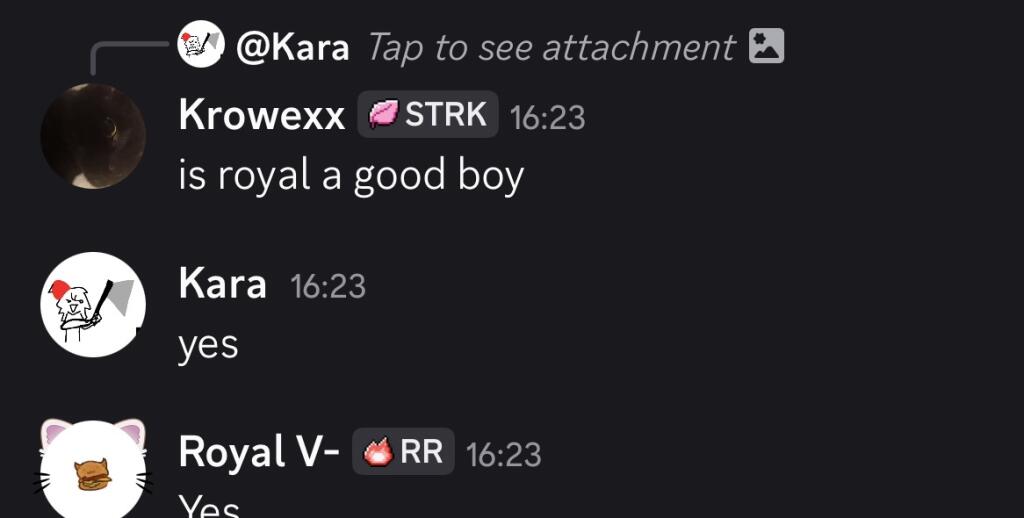 @Kara Tap to see attachment
Krowexx STRK 16:23
is royal a good boy
Kara 16:23
yes
Royal V- RR 16:23
Yes